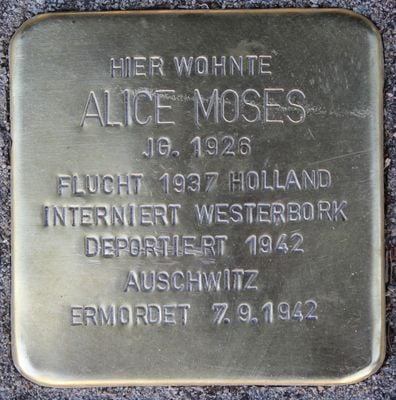 HIER WOHNTE
ALICE MOSES
JG. 1926
FLUCHT 1937 HOLLAND
INTERNIERT WESTERBORK
DEPORTIERT 1942
AUSCHWITZ
ERMORDET 7.9.1942